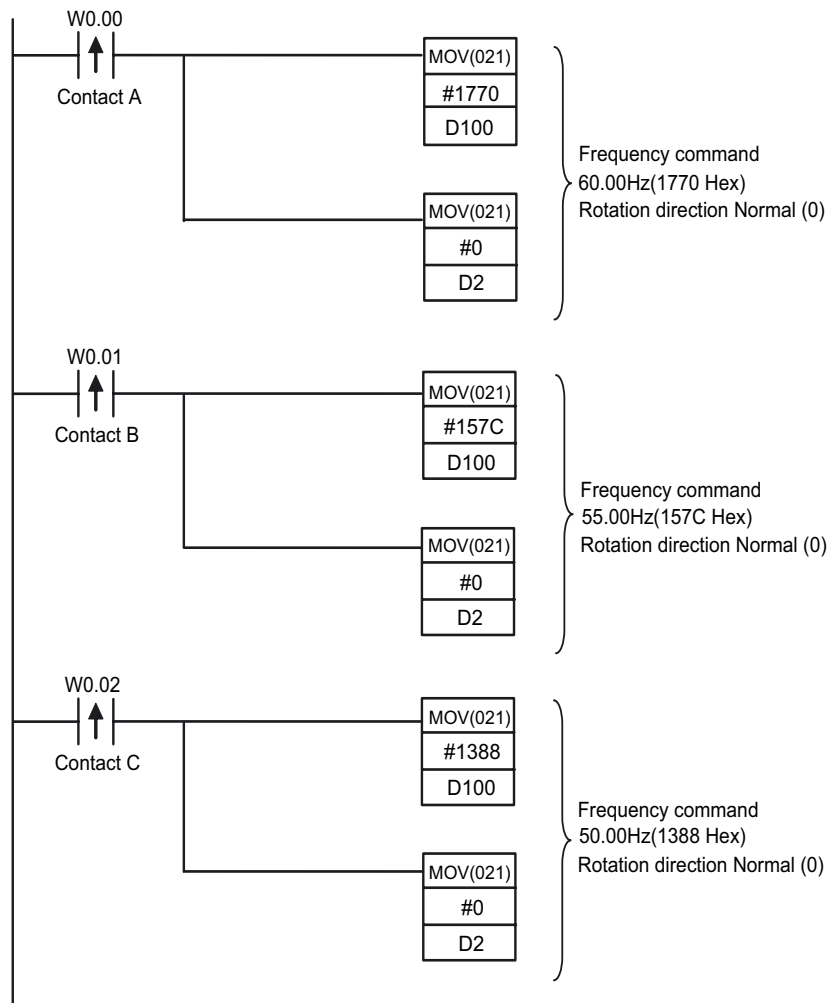 W0.00
Contact A
MOV(021)
#1770
D100
MOV(021)
#0
D2
Frequency command
60.00Hz(1770 Hex)
Rotation direction Normal (0)
W0.01
Contact B
MOV(021)
#157C
D100
MOV(021)
#0
D2
Frequency command
55.00Hz(157C Hex)
Rotation direction Normal (0)
W0.02
Contact C
MOV(021)
#1388
D100
MOV(021)
#0
D2
Frequency command
50.00Hz(1388 Hex)
Rotation direction Normal (0)